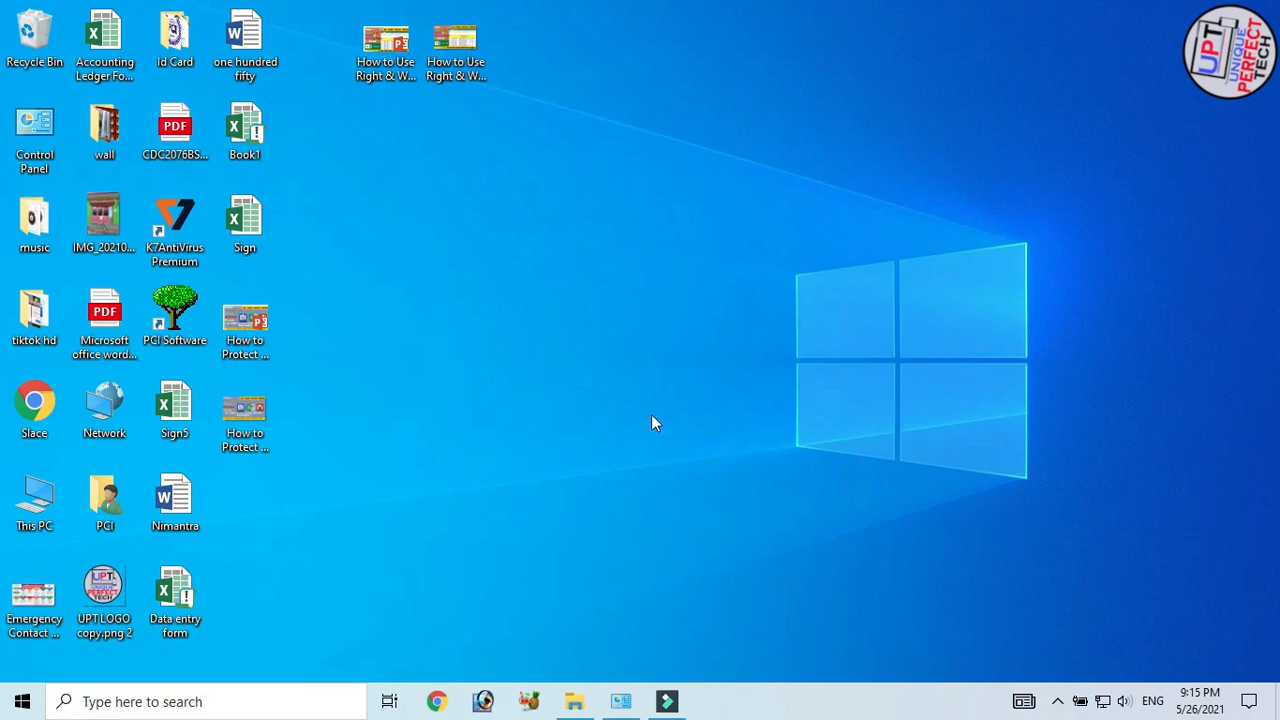 Recycle Bin
Accounting
Ledger Fo...
Id Card
one hundred
fifty
How to Use
Right & W...
How to Use
Right & W...
UPT
UNIQUE
PERFECT
TECH
Control
Panel
wall
PDF
CDC2076BS...
Book1
music
IMG_20210...
K7AntiVirus
Premium
Sign
tiktok hd
PDF
Microsoft
office word...
PCI Software
How to
Protect ...
Slace
Network
Sign5
How to
Protect ...
This PC
PCI
Nimantra
Emergency
Contact ...
UPT LOGO
copy.png 2
Data entry
form
Type here to search
ENG
9:15 PM
5/26/2021